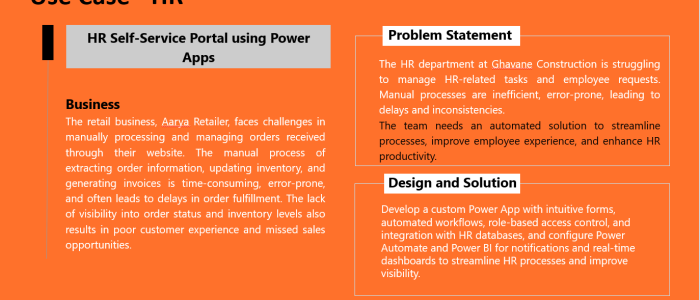 Use Case - HR
HR Self-Service Portal using Power
Apps
Business
The retail business, Aarya Retailer, faces challenges in
manually processing and managing orders received
through their website. The manual process of
extracting order information, updating inventory, and
generating invoices is time-consuming, error-prone,
and often leads to delays in order fulfillment. The lack
of visibility into order status and inventory levels also
results in poor customer experience and missed sales
opportunities.
Problem Statement
The HR department at Ghavane Construction is struggling
to manage HR-related tasks and employee requests.
Manual processes are inefficient, error-prone, leading to
delays and inconsistencies.
The team needs an automated solution to streamline
processes, improve employee experience, and enhance HR
productivity.
Design and Solution
Develop a custom Power App with intuitive forms,
automated workflows, role-based access control, and
integration with HR databases, and configure Power
Automate and Power BI for notifications and real-time
dashboards to streamline HR processes and improve
visibility.